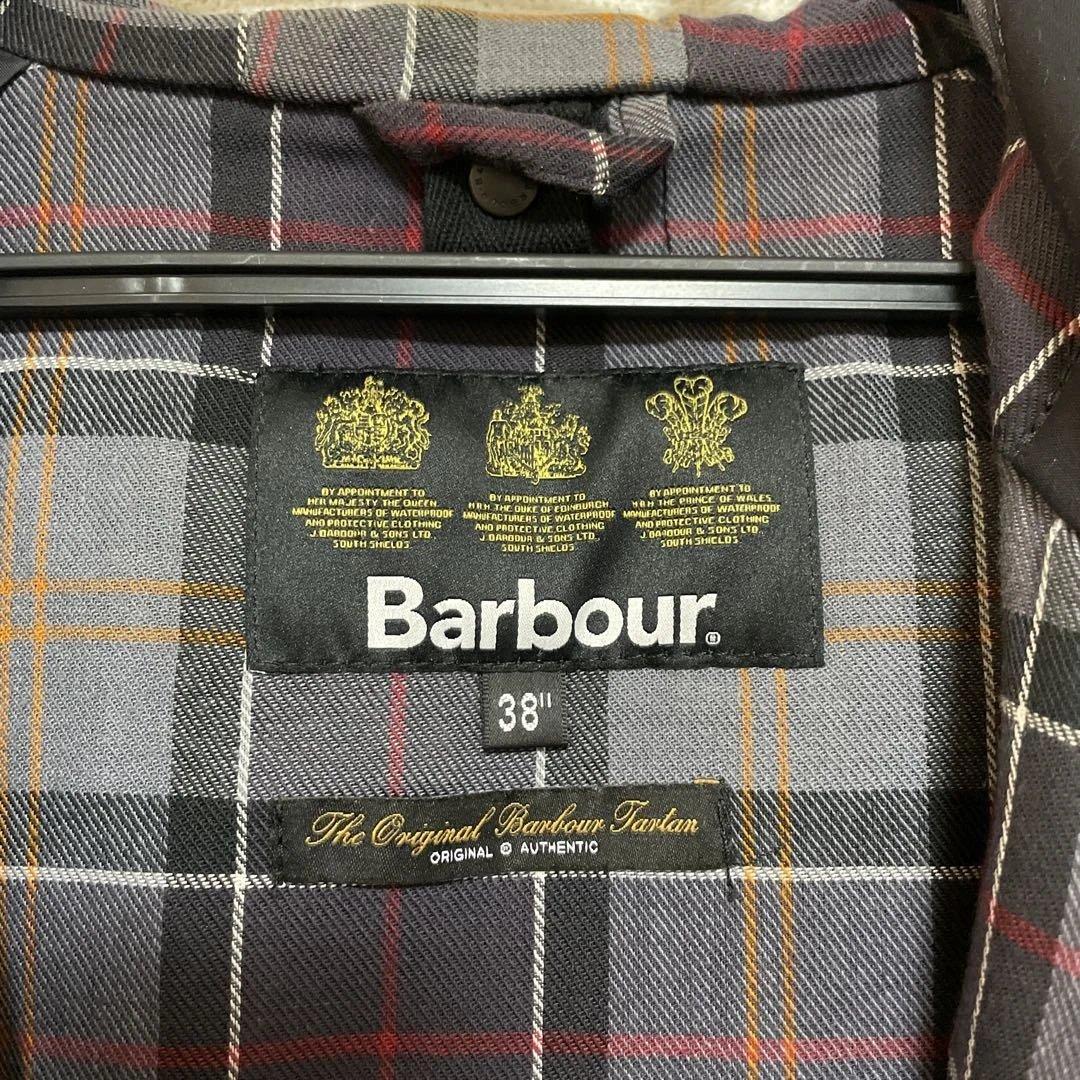 BY APPOINTMENT TO
HER MAJESTY THE QUEEN
MANUFACTURERS OF WATERPROOF
AND PROTECTIVE CLOTHING
J.BARBOUR & SONS LTD.
SOUTH SHIELDS
BY APPOINTMENT TO
H.R.H. THE DUKE OF EDINBURGH
MANUFACTURERS OF WATERPROOF
AND PROTECTIVE CLOTHING
J.BARBOUR & SONS LTD.
SOUTH SHIELDS
BY APPOINTMENT TO
H.R.H. THE PRINCE OF WALES
MANUFACTURERS OF WATERPROOF
AND PROTECTIVE CLOTHING
J.BARBOUR & SONS LTD.
SOUTH SHIELDS
Barbour®
38"
The Original Barbour Tartan
ORIGINAL ® AUTHENTIC